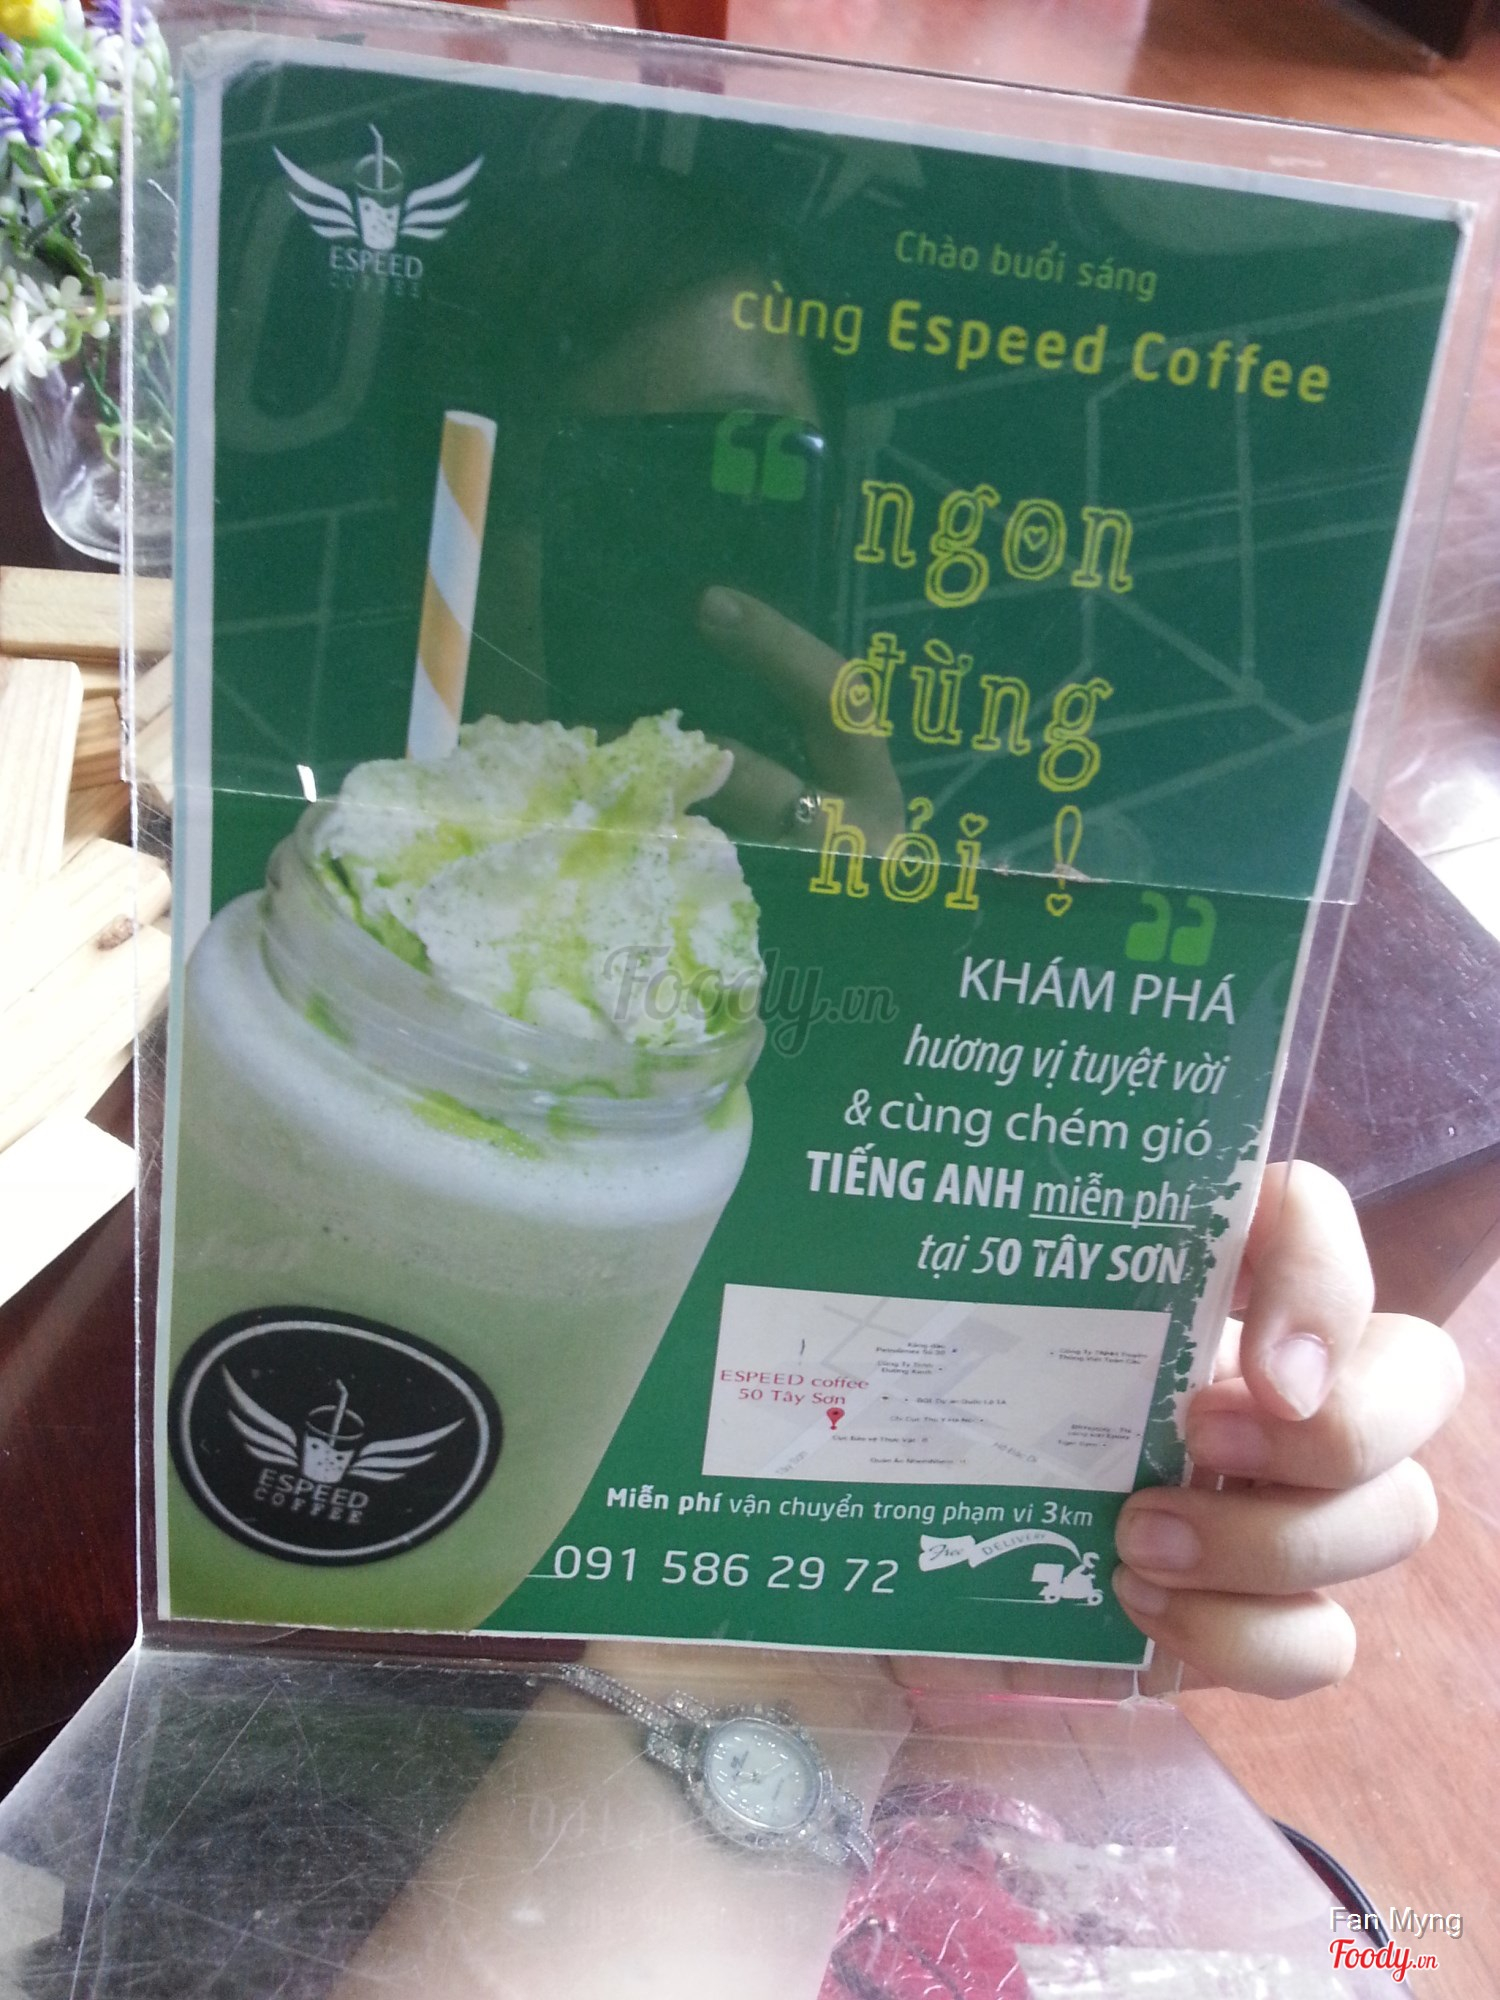 ESPEED
COFFEE
Chào buổi sáng
cùng Espeed Coffee
“
ngon
đừng
hỏi !
”
KHÁM PHÁ
hương vị tuyệt vời
& cùng chém gió
TIẾNG ANH miễn phí
tại 50 TÂY SƠN
Foody.vn
ESPEED coffee
50 Tây Sơn
Tây Sơn
ESPEED
COFFEE
Miễn phí vận chuyển trong phạm vi 3km
091 586 29 72
Free DELIVERY
Fan Myng
Foody.vn